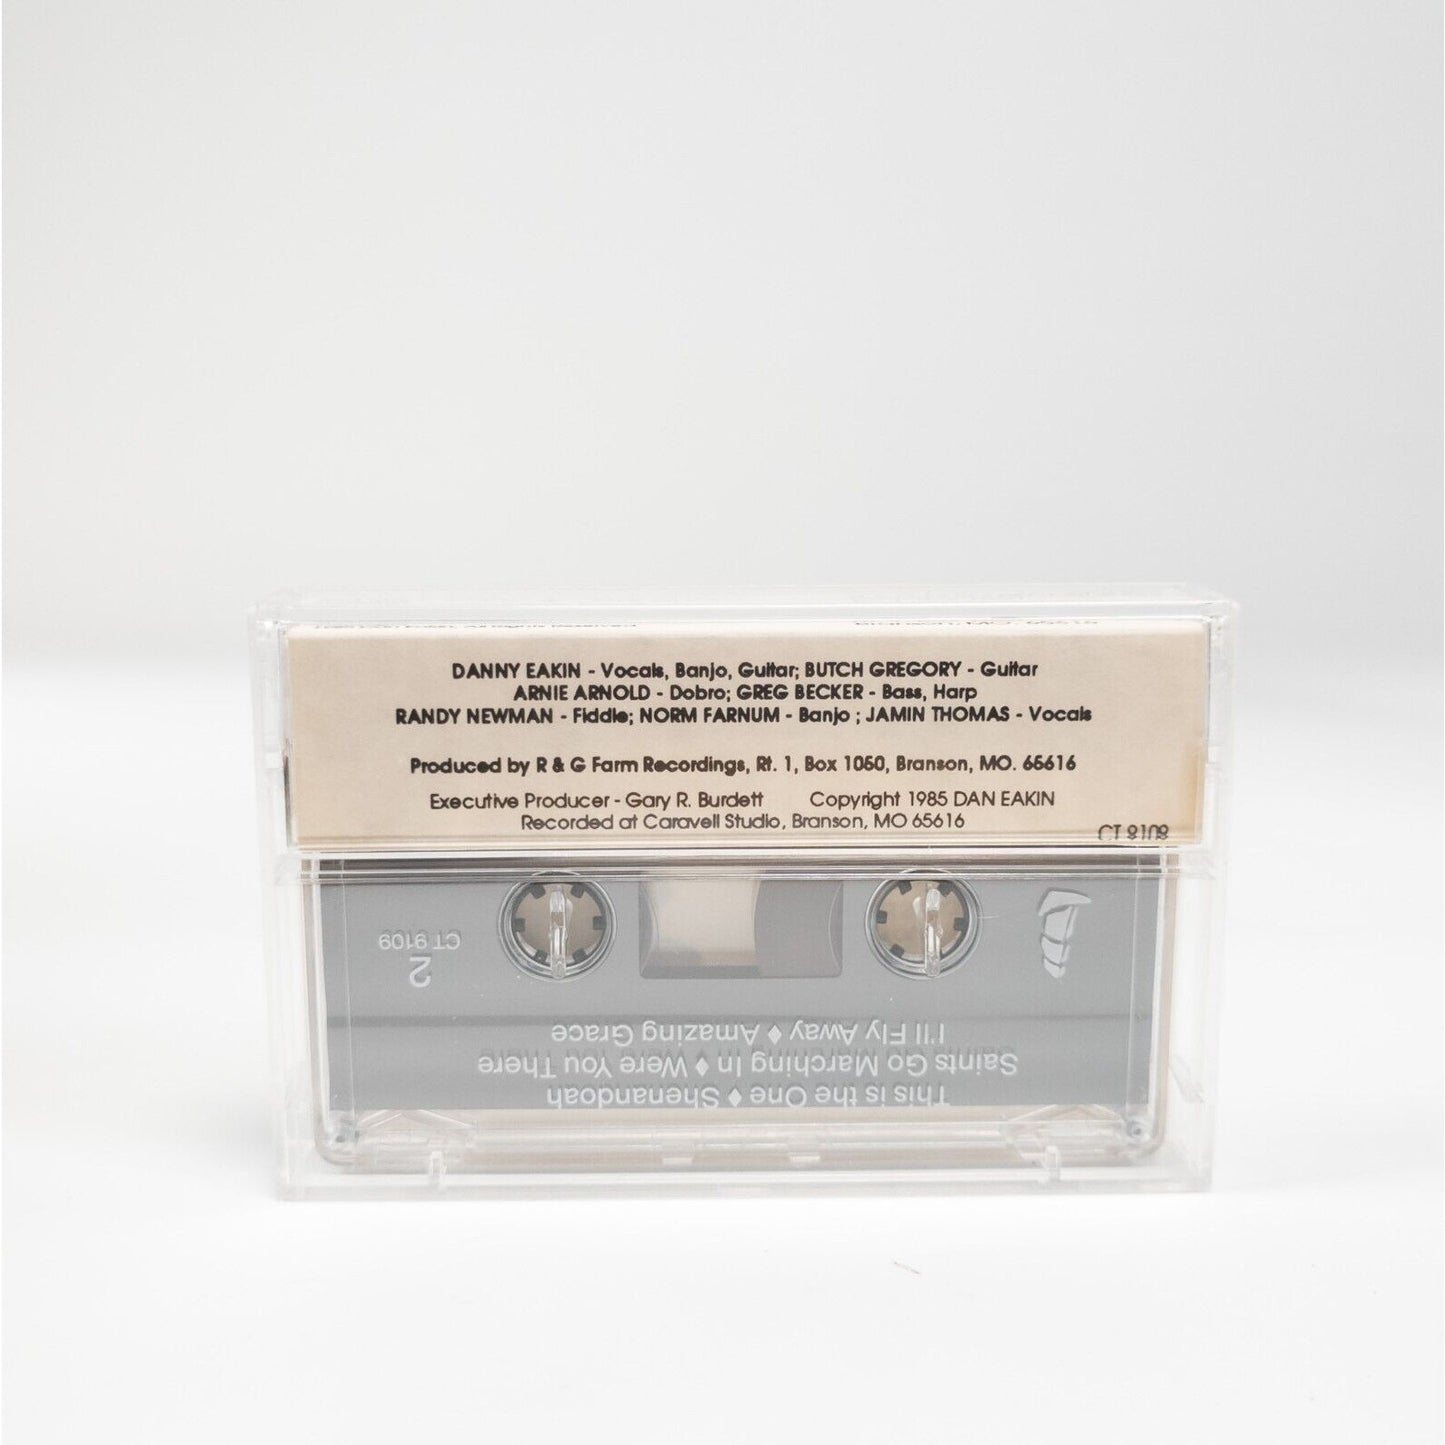 DANNY EAKIN - Vocals, Banjo, Guitar; BUTCH GREGORY - Guitar
ARNIE ARNOLD - Dobro; GREG BECKER - Bass, Harp
RANDY NEWMAN - Fiddle; NORM FARNUM - Banjo ; JAMIN THOMAS - Vocals
Produced by R & G Farm Recordings, Rt. 1, Box 1050, Branson, MO. 65616
Executive Producer - Gary R. Burdett Copyright 1985 DAN EAKIN
Recorded at Caravell Studio, Branson, MO 65616
This is the One ♦ Shenandoah
Saints Go Marching In ♦ Were You There
I'll Fly Away ♦ Amazing Grace
2
CT 9109